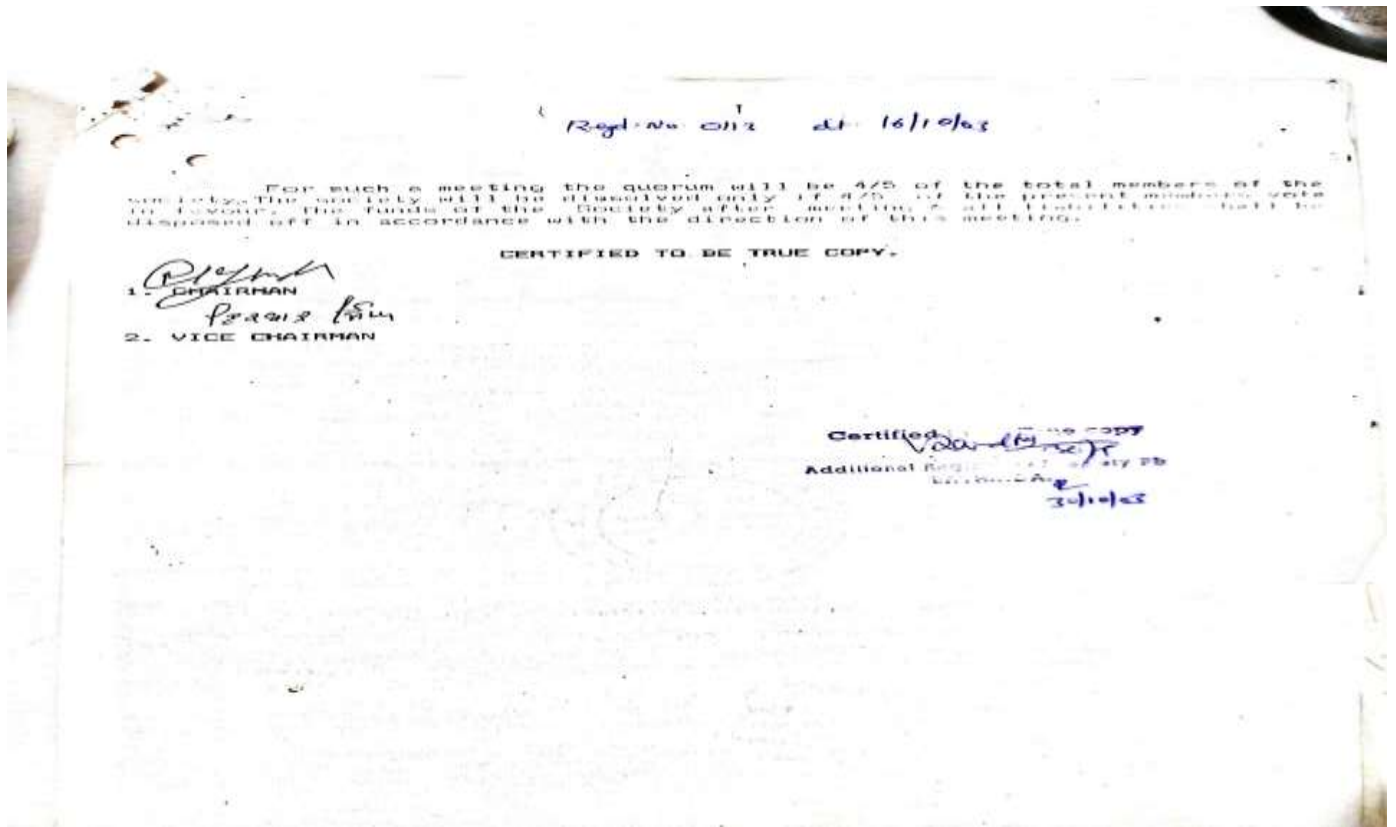 Regd. No. 0113 dt. 16/10/03
For such a meeting the quorum will be 4/5 of the total members of the
society. The society will be dissolved only if 4/5 of the present members vote
in favour. The funds of the Society after meeting all liabilities shall be
disposed off in accordance with the direction of this meeting.
CERTIFIED TO BE TRUE COPY.
1. CHAIRMAN
2. VICE CHAIRMAN
Certified copy
Additional
30/10/03